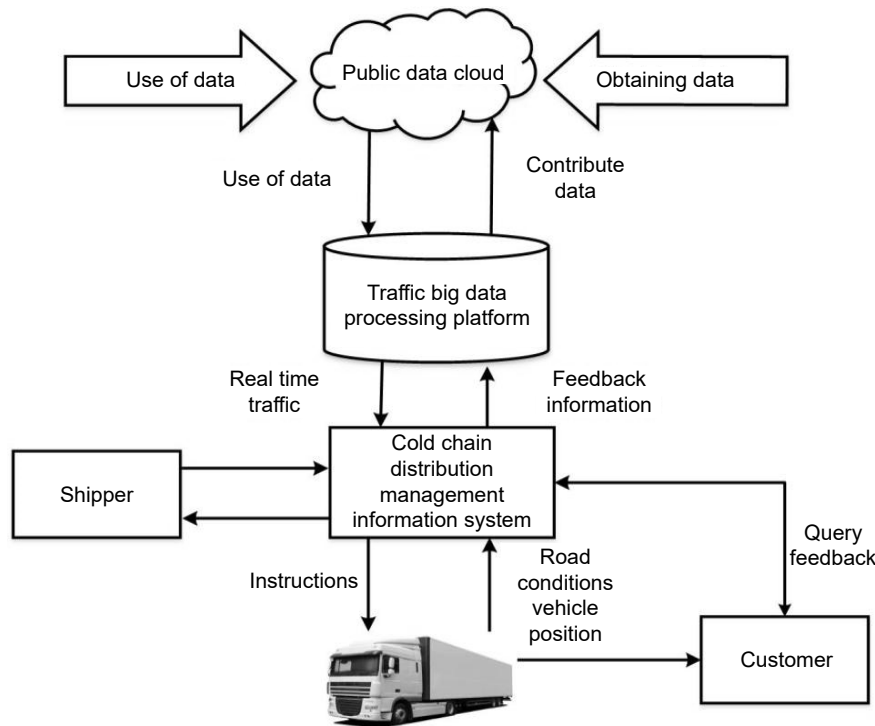 Use of data
Public data cloud
Obtaining data
Use of data
Contribute
data
Traffic big data
processing platform
Real time
traffic
Feedback
information
Shipper
Cold chain
distribution
management
information system
Query
feedback
Instructions
Road
conditions
vehicle
position
Customer